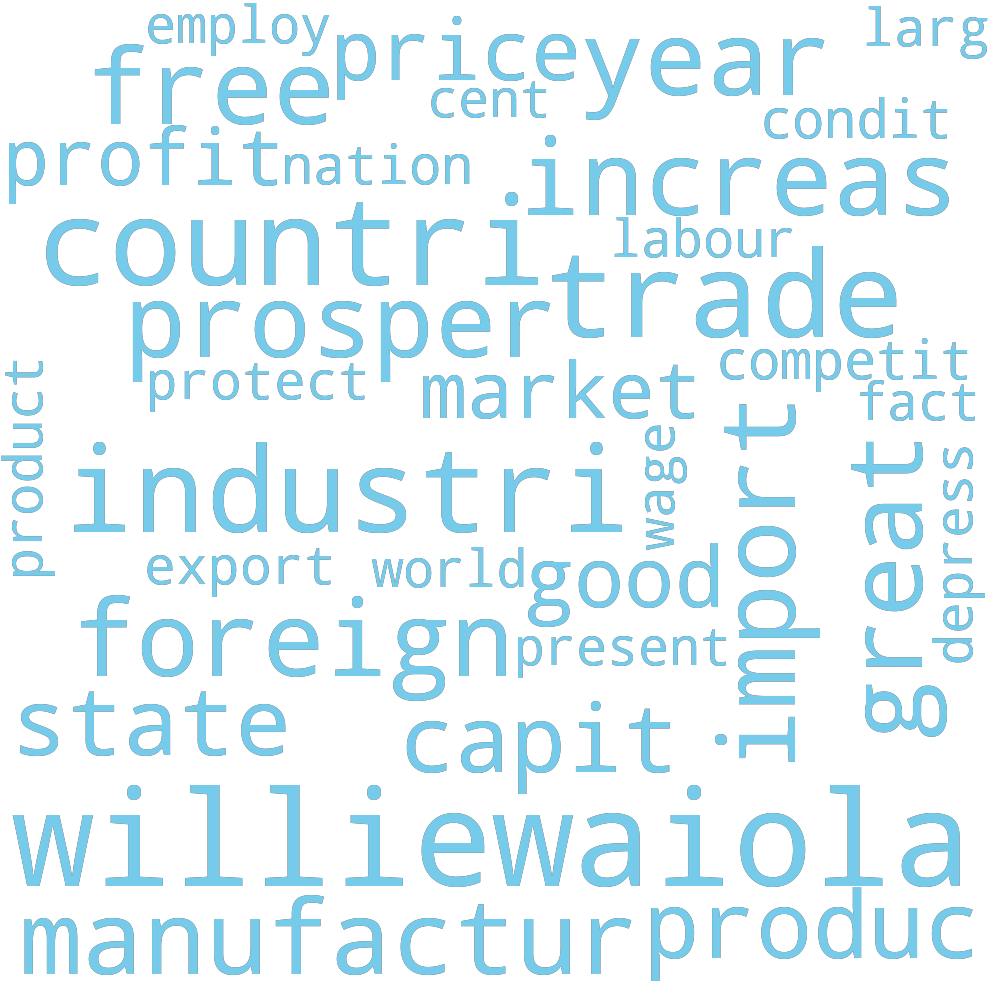 employ
price
year
larg
free
cent
condit
profit
nation
increas
countri
labour
trade
prosper
competit
protect
market
fact
product
import
great
industri
wage
depress
export
world
good
foreign
present
state
capit
williewaiola
manufactur
produc